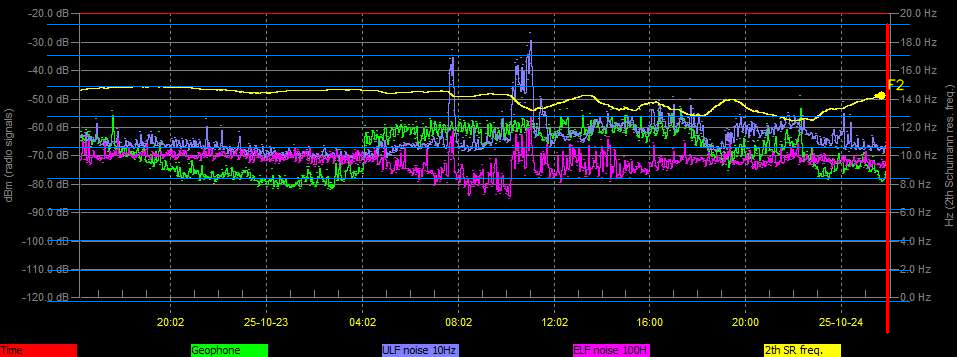 -20.0 dB 20.0 Hz
-30.0 dB 18.0 Hz
-40.0 dB 16.0 Hz
F2
-50.0 dB 14.0 Hz
-60.0 dB 12.0 Hz
-70.0 dB 10.0 Hz
-80.0 dB 8.0 Hz
-90.0 dB 6.0 Hz
-100.0 dB 4.0 Hz
-110.0 dB 2.0 Hz
-120.0 dB 0.0 Hz
dBm (radio signals)
Hz (2th Schumann res. freq.)
20:02 25-10-23 04:02 08:02 12:02 16:00 20:00 25-10-24
Time Geophone ULF noise 10Hz ELF noise 100H 2th SR freq.